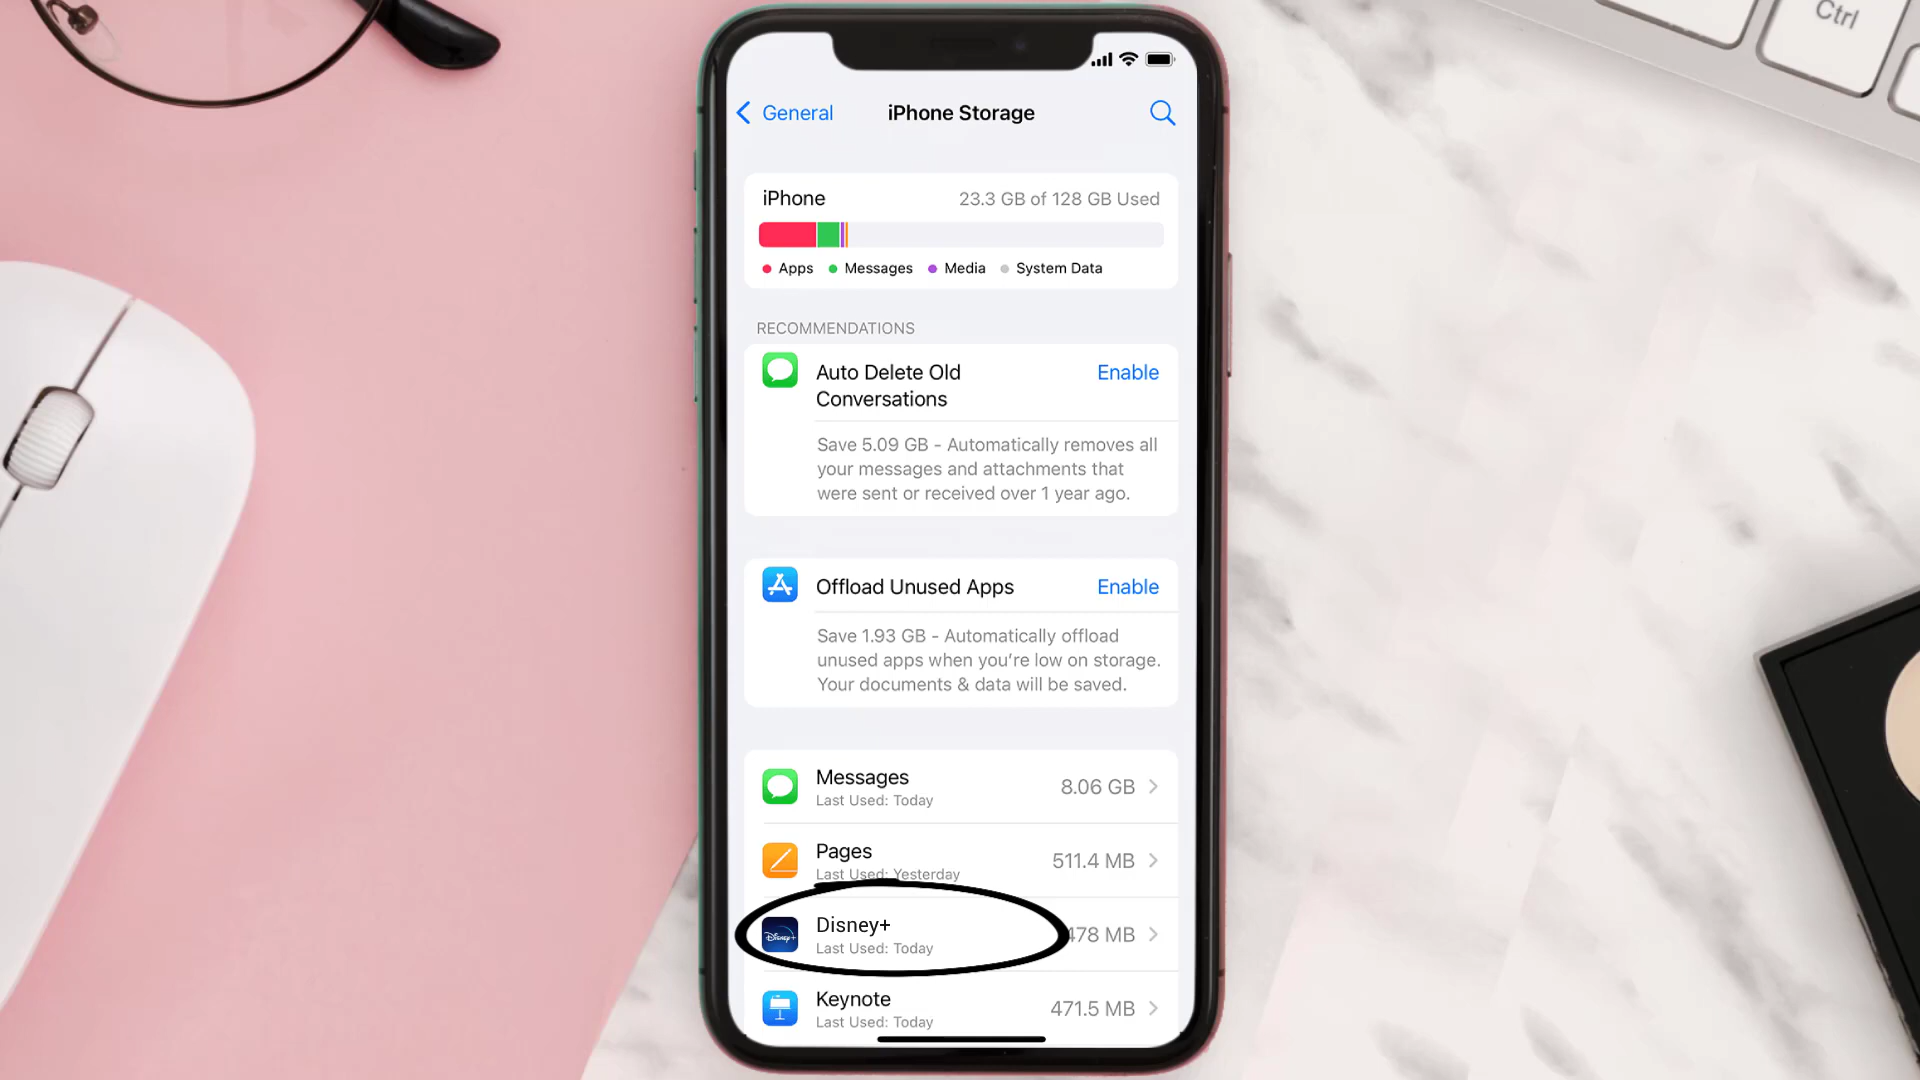 Ctrl
General
iPhone Storage
iPhone
23.3 GB of 128 GB Used
Apps Messages Media System Data
RECOMMENDATIONS
Auto Delete Old
Conversations
Enable
Save 5.09 GB - Automatically removes all
your messages and attachments that
were sent or received over 1 year ago.
Offload Unused Apps
Enable
Save 1.93 GB - Automatically offload
unused apps when you're low on storage.
Your documents & data will be saved.
Messages
8.06 GB
Last Used: Today
Pages
511.4 MB
Last Used: Yesterday
Disney+
Disney+
478 MB
Last Used: Today
Keynote
471.5 MB
Last Used: Today